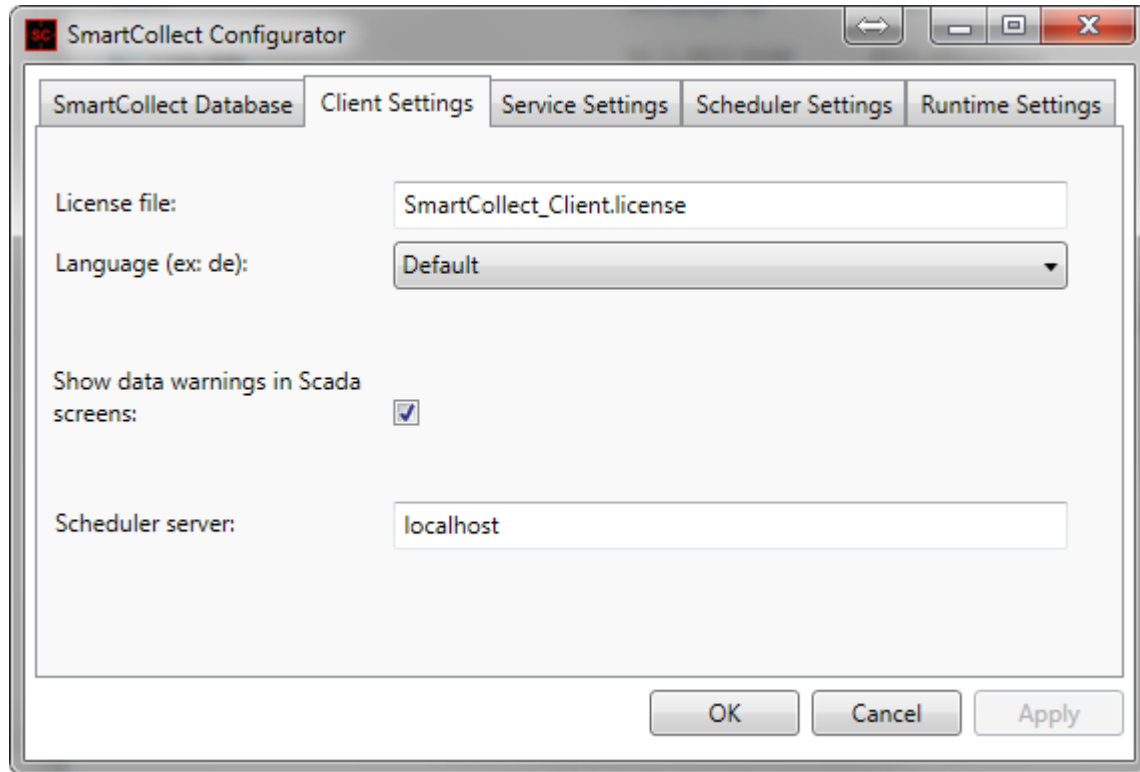 SC SmartCollect Configurator
SmartCollect Database Client Settings Service Settings Scheduler Settings Runtime Settings
License file: SmartCollect_Client.license
Language (ex: de): Default
Show data warnings in Scada
screens:
Scheduler server: localhost
OK Cancel Apply